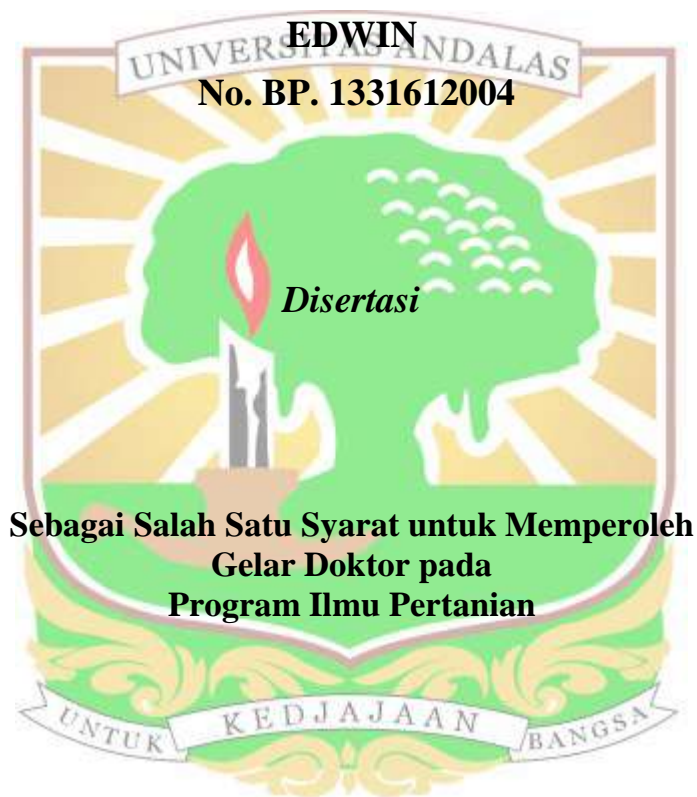 EDWIN
UNIVERSITAS ANDALAS
No. BP. 1331612004
Disertasi
Sebagai Salah Satu Syarat untuk Memperoleh
Gelar Doktor pada
Program Ilmu Pertanian
UNTUK KEDJAJAAN BANGSA